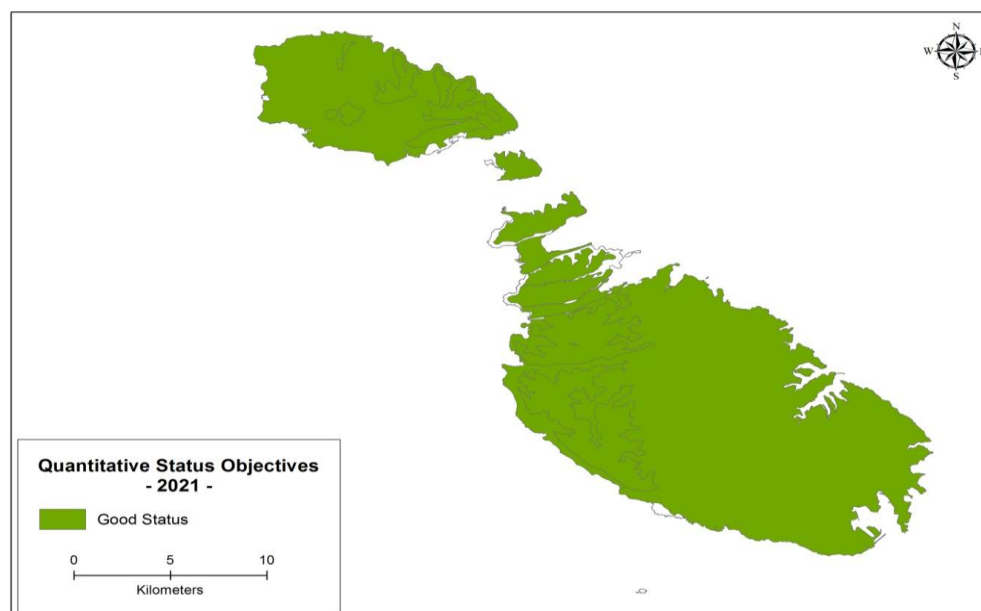 N
W
S
Quantitative Status Objectives
- 2021 -
Good Status
0 5 10
Kilometers